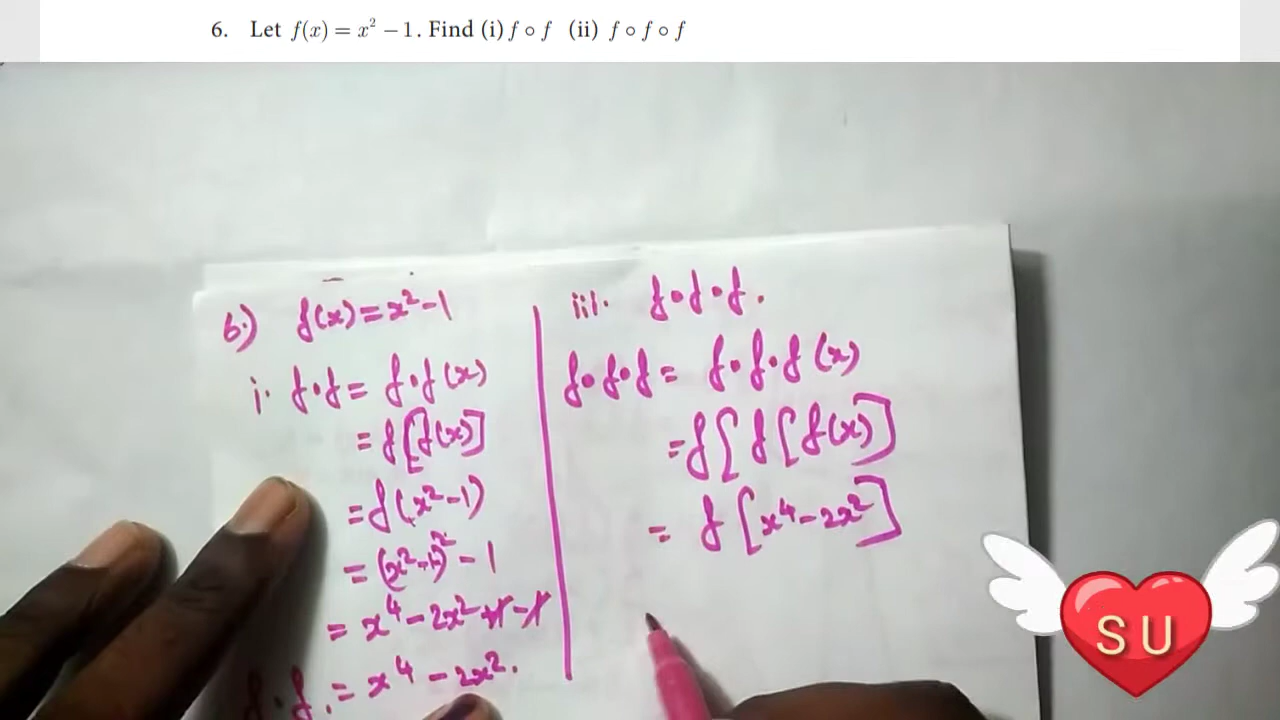 6. Let f(x) = x² − 1. Find (i) f ∘ f (ii) f ∘ f ∘ f
6.) f(x) = x² - 1
i. f∘f = f∘f(x)
= f[f(x)]
= f(x² - 1)
= (x² - 1)² - 1
= x⁴ - 2x² + 1 - 1
f∘f. = x⁴ - 2x².
iii. f∘f∘f.
f∘f∘f = f∘f∘f(x)
= f[f[f(x)]
= f[x⁴ - 2x²]
SU